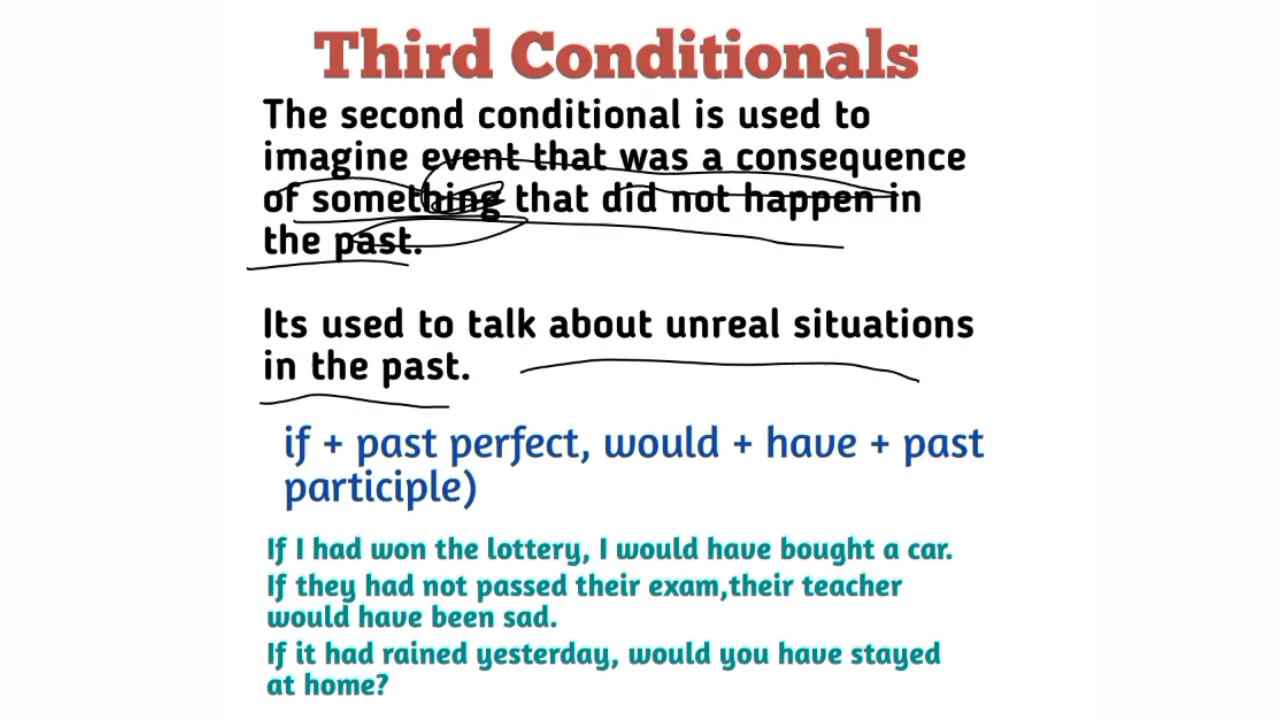 Third Conditionals
The second conditional is used to
imagine event that was a consequence
of something that did not happen in
the past.
Its used to talk about unreal situations
in the past.
if + past perfect, would + have + past
participle)
If I had won the lottery, I would have bought a car.
If they had not passed their exam,their teacher
would have been sad.
If it had rained yesterday, would you have stayed
at home?